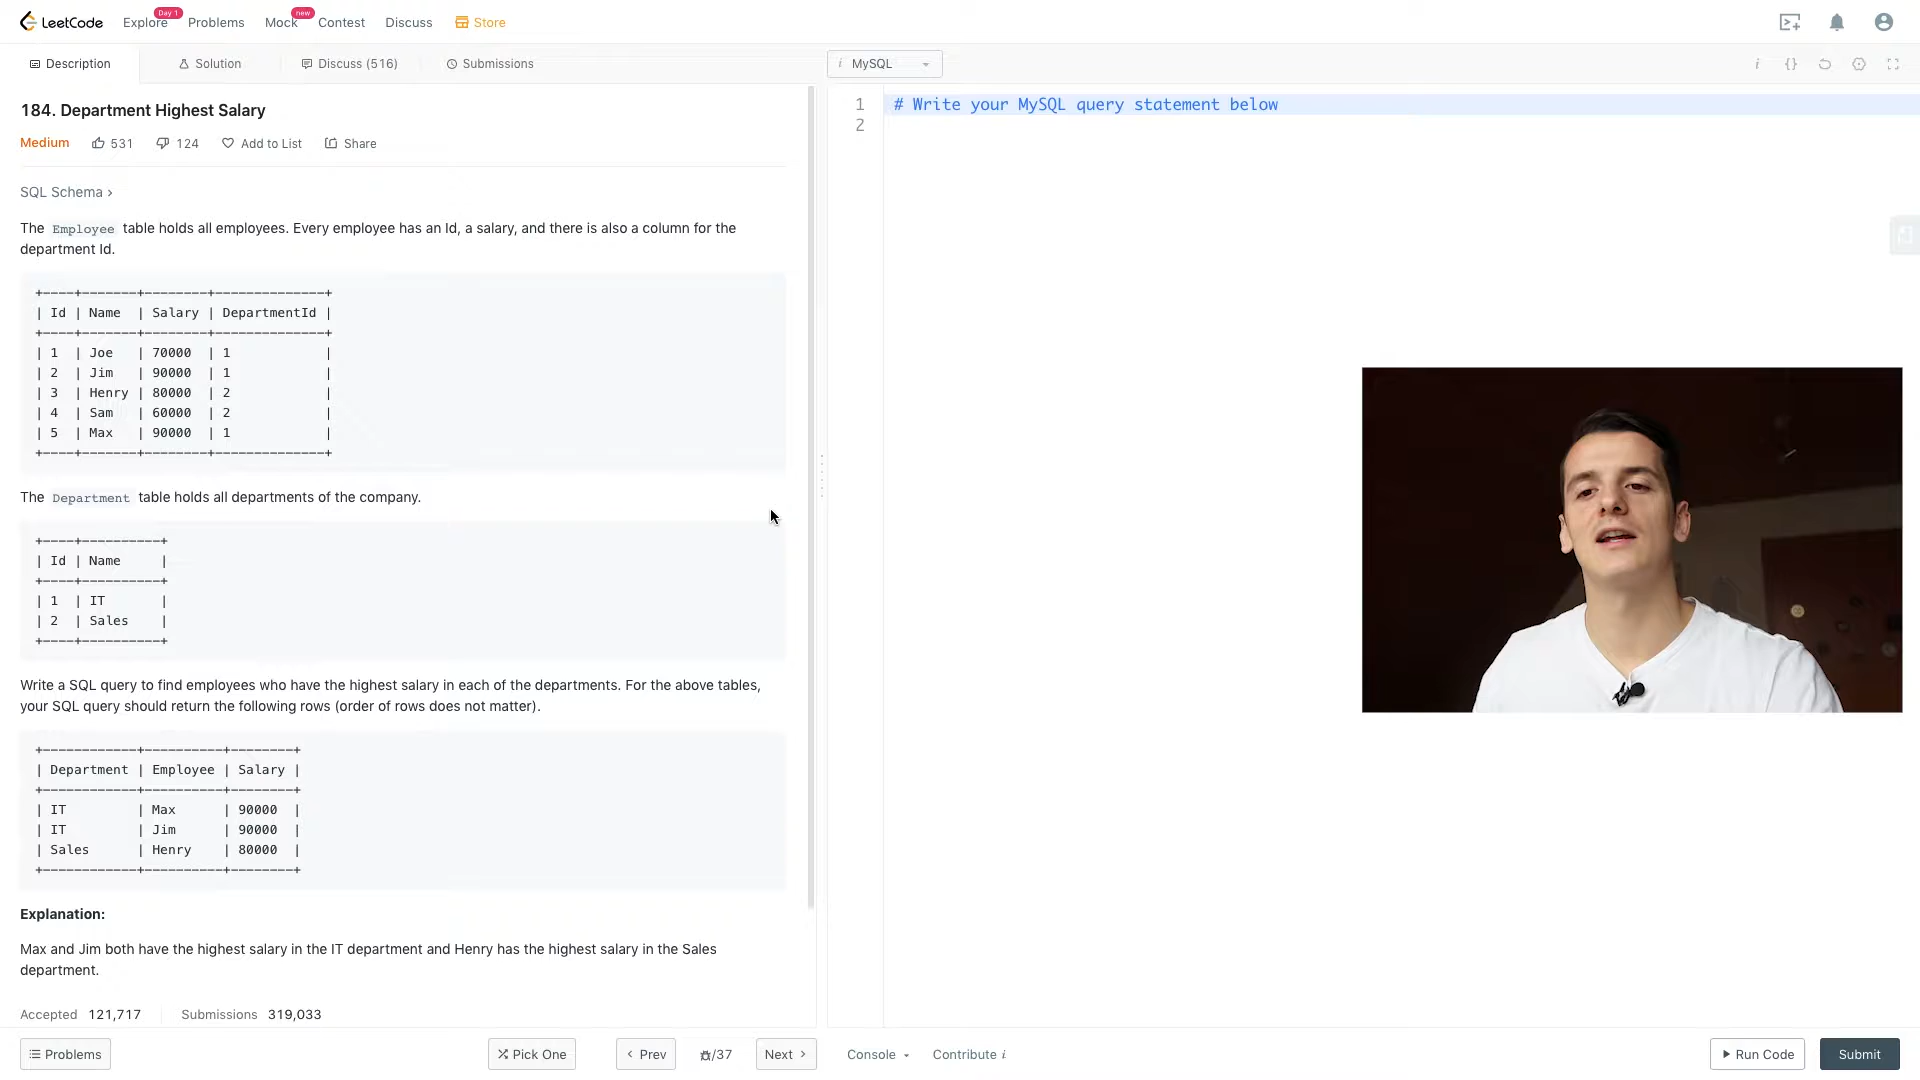 LeetCode
Explore Day 1 Problems Mock new Contest Discuss Store
Description Solution Discuss (516) Submissions
i MySQL
i {}
184. Department Highest Salary
Medium 531 124 Add to List Share
SQL Schema ›
The Employee table holds all employees. Every employee has an Id, a salary, and there is also a column for the
department Id.
+----+-------+--------+--------------+
| Id | Name  | Salary | DepartmentId |
+----+-------+--------+--------------+
| 1  | Joe   | 70000  | 1            |
| 2  | Jim   | 90000  | 1            |
| 3  | Henry | 80000  | 2            |
| 4  | Sam   | 60000  | 2            |
| 5  | Max   | 90000  | 1            |
+----+-------+--------+--------------+
The Department table holds all departments of the company.
+----+----------+
| Id | Name     |
+----+----------+
| 1  | IT       |
| 2  | Sales    |
+----+----------+
Write a SQL query to find employees who have the highest salary in each of the departments. For the above tables,
your SQL query should return the following rows (order of rows does not matter).
+------------+----------+--------+
| Department | Employee | Salary |
+------------+----------+--------+
| IT         | Max      | 90000  |
| IT         | Jim      | 90000  |
| Sales      | Henry    | 80000  |
+------------+----------+--------+
Explanation:
Max and Jim both have the highest salary in the IT department and Henry has the highest salary in the Sales
department.
Accepted 121,717 Submissions 319,033
Problems Pick One ‹ Prev /37 Next ›
1 # Write your MySQL query statement below
2
Console Contribute i Run Code Submit